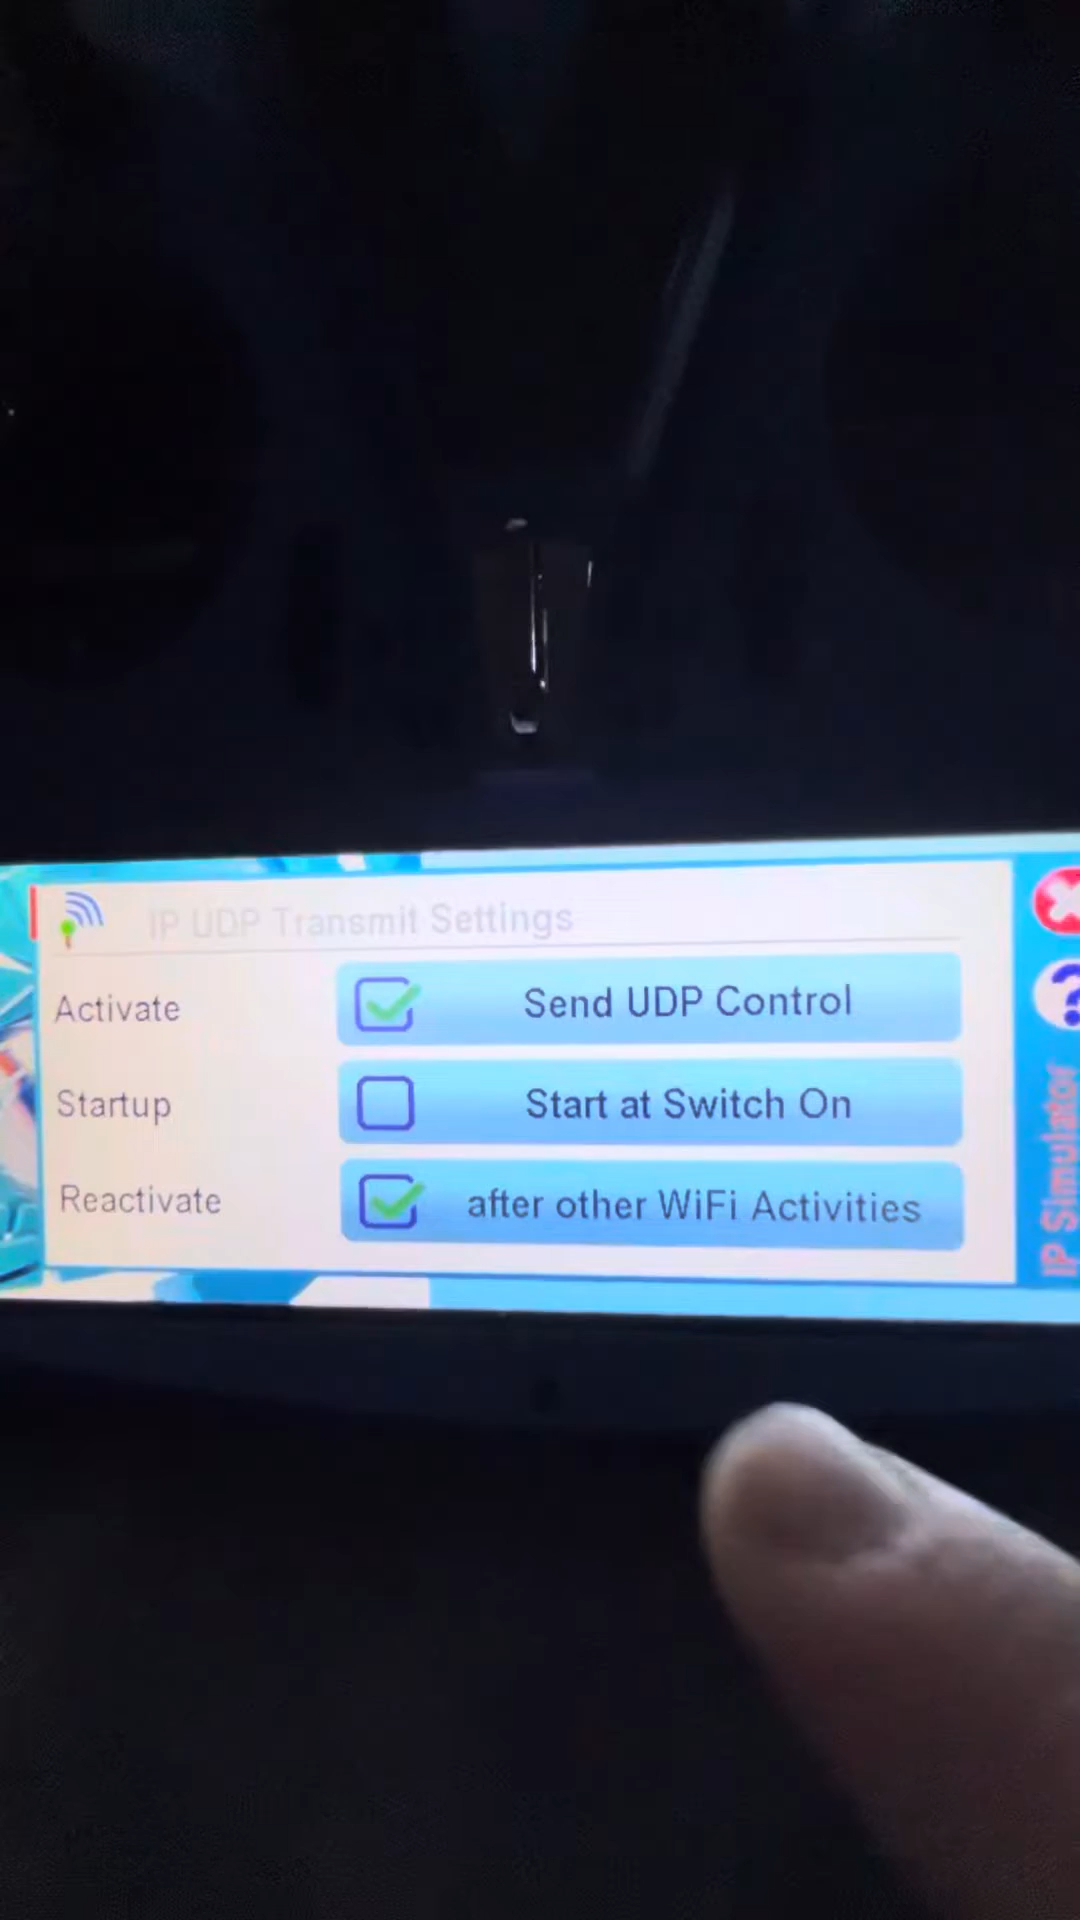 IP UDP Transmit Settings
Activate
Send UDP Control
Startup
Start at Switch On
Reactivate
after other WiFi Activities
?
IP Simulator